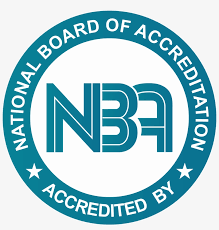 NATIONAL BOARD OF ACCREDITATION
NBA
ACCREDITED BY